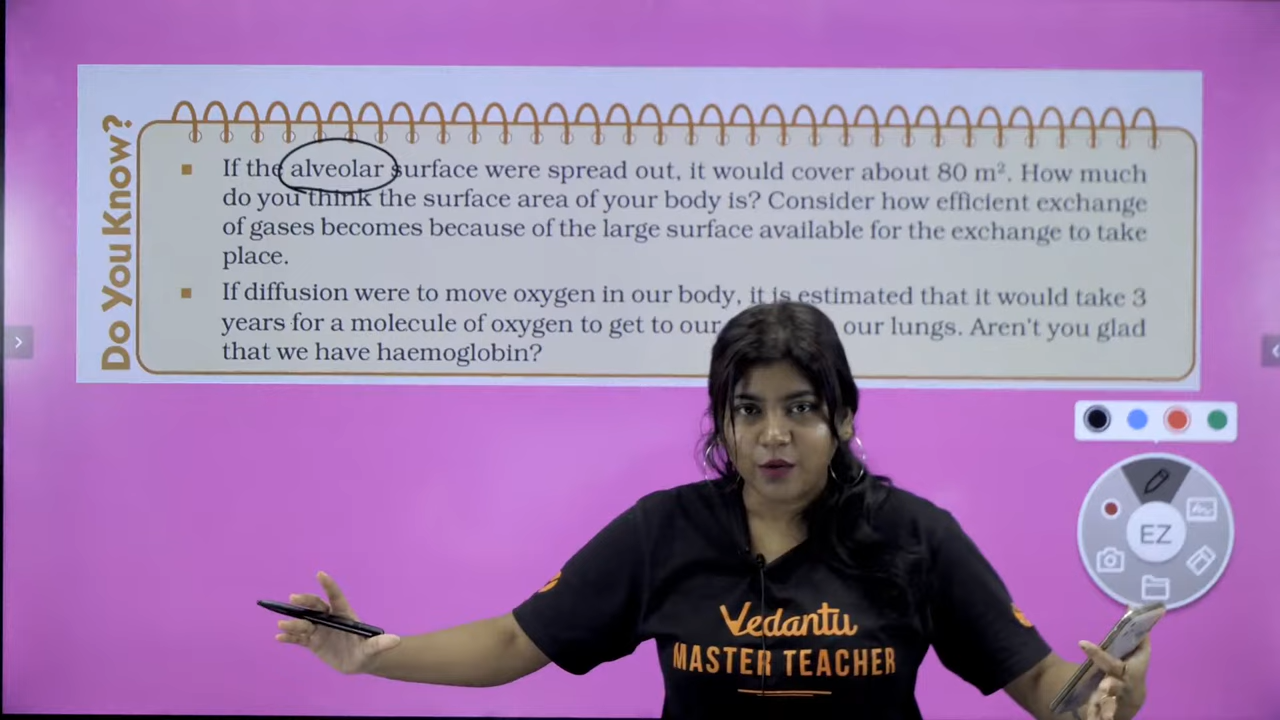 Do You Know?
If the alveolar surface were spread out, it would cover about 80 m². How much
do you think the surface area of your body is? Consider how efficient exchange
of gases becomes because of the large surface available for the exchange to take
place.
If diffusion were to move oxygen in our body, it is estimated that it would take 3
years for a molecule of oxygen to get to our our lungs. Aren't you glad
that we have haemoglobin?
EZ
Vedantu
MASTER TEACHER